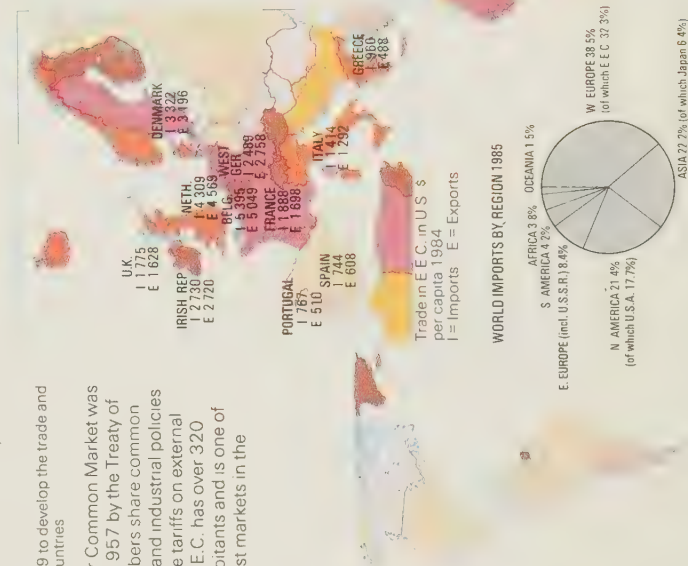 9 to develop the trade and
untries
Common Market was
957 by the Treaty of
bers share common
and industrial policies
e tariffs on external
E.C. has over 320
bitants and is one of
st markets in the
DENMARK
I 3 322
E 3 196
U.K.
I 1 775
E 1 628
IRISH REP
I 2 730
E 2 720
NETH.
I 4 309
E 4 569
BELG.
I 5 395
E 5 049
WEST
GER
I 2 489
E 2 758
FRANCE
I 1 888
E 1 698
PORTUGAL
I 767
E 510
SPAIN
I 744
E 608
ITALY
I 1 414
E 1 292
GREECE
I 960
E 488
Trade in E E C. in U S $
per capita 1984
I = Imports E = Exports
WORLD IMPORTS BY REGION 1985
OCEANIA 1 5%
AFRICA 3 8%
S AMERICA 4 2%
E. EUROPE (incl. U.S.S.R.) 8.4%
W EUROPE 38 5%
(of which E E C 32 3%)
N AMERICA 21 4%
(of which U.S.A. 17.7%)
ASIA 22 2% (of which Japan 6 4%)